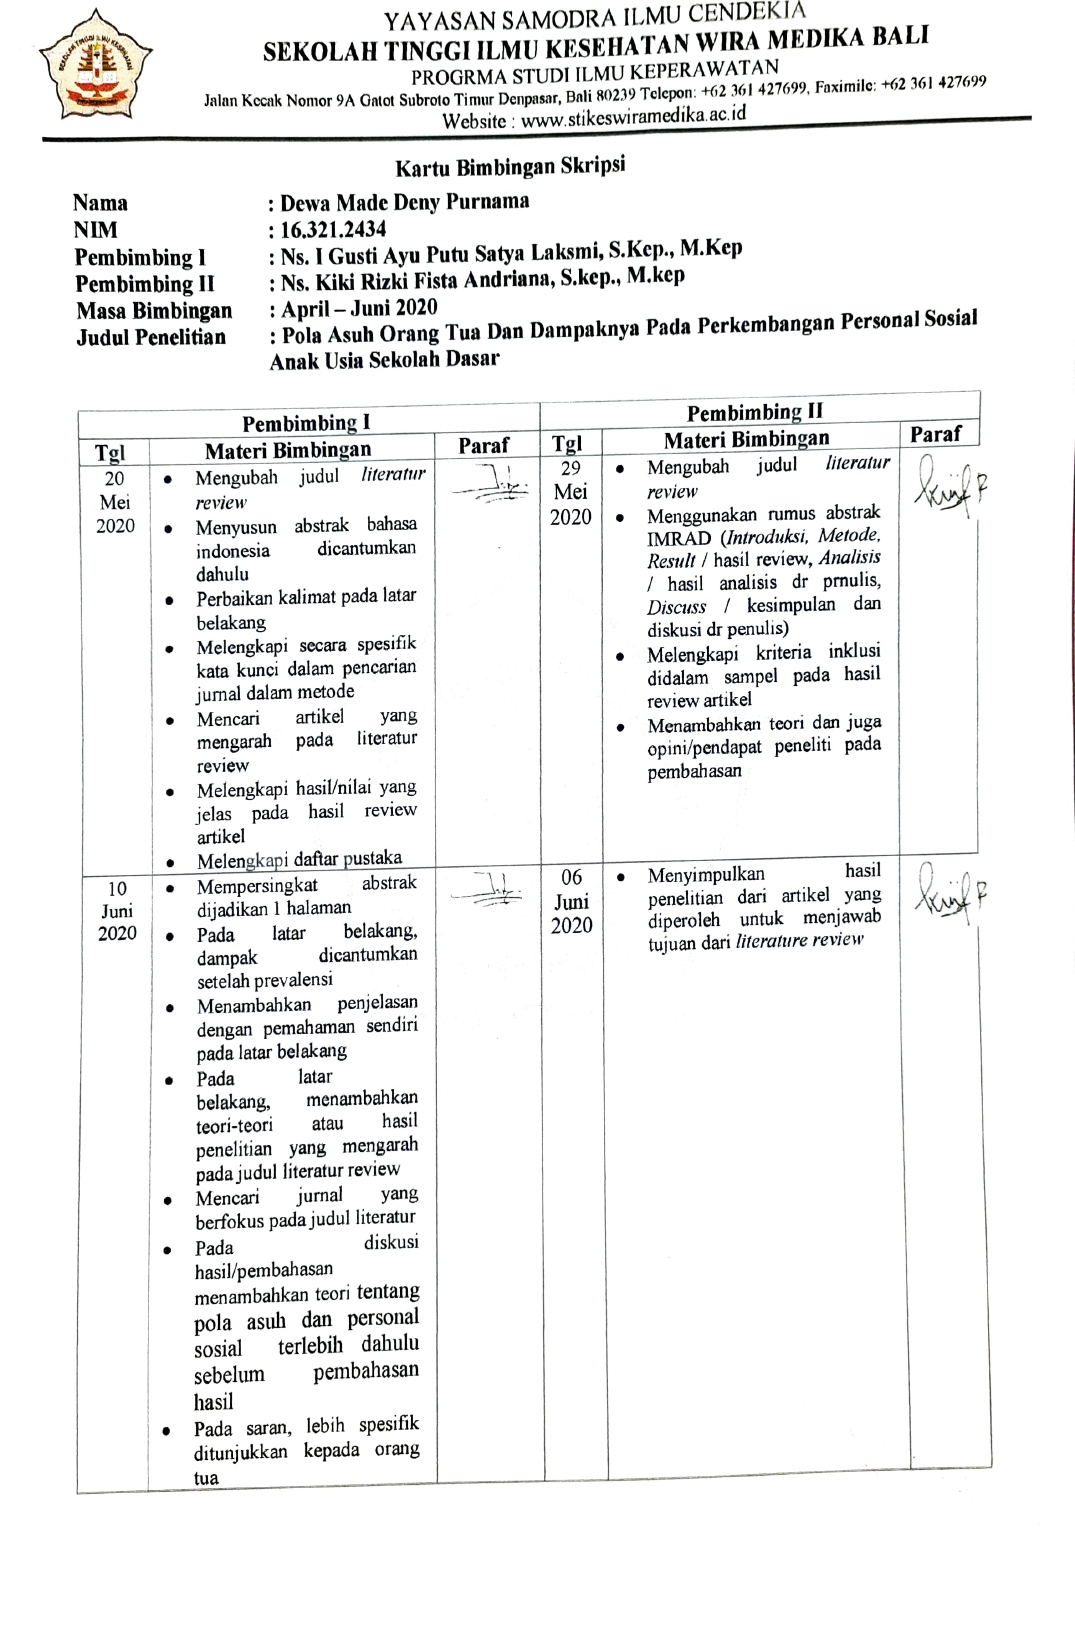 YAYASAN SAMODRA ILMU CENDEKIA
SEKOLAH TINGGI ILMU KESEHATAN WIRA MEDIKA BALI
PROGRMA STUDI ILMU KEPERAWATAN
Jalan Kecak Nomor 9A Gatot Subroto Timur Denpasar, Bali 80239 Telepon: +62 361 427699, Faximile: +62 361 427699
Website : www.stikeswiramedika.ac.id
Kartu Bimbingan Skripsi
Nama : Dewa Made Deny Purnama
NIM : 16.321.2434
Pembimbing I : Ns. I Gusti Ayu Putu Satya Laksmi, S.Kep., M.Kep
Pembimbing II : Ns. Kiki Rizki Fista Andriana, S.kep., M.kep
Masa Bimbingan : April – Juni 2020
Judul Penelitian : Pola Asuh Orang Tua Dan Dampaknya Pada Perkembangan Personal Sosial
Anak Usia Sekolah Dasar
Pembimbing I
Tgl Materi Bimbingan Paraf
20
Mei
2020
• Mengubah judul literatur
review
• Menyusun abstrak bahasa
indonesia dicantumkan
dahulu
• Perbaikan kalimat pada latar
belakang
• Melengkapi secara spesifik
kata kunci dalam pencarian
jurnal dalam metode
• Mencari artikel yang
mengarah pada literatur
review
• Melengkapi hasil/nilai yang
jelas pada hasil review
artikel
• Melengkapi daftar pustaka
10
Juni
2020
• Mempersingkat abstrak
dijadikan 1 halaman
• Pada latar belakang,
dampak dicantumkan
setelah prevalensi
• Menambahkan penjelasan
dengan pemahaman sendiri
pada latar belakang
• Pada latar
belakang, menambahkan
teori-teori atau hasil
penelitian yang mengarah
pada judul literatur review
• Mencari jurnal yang
berfokus pada judul literatur
• Pada diskusi
hasil/pembahasan
menambahkan teori tentang
pola asuh dan personal
sosial terlebih dahulu
sebelum pembahasan
hasil
• Pada saran, lebih spesifik
ditunjukkan kepada orang
tua
Pembimbing II
Tgl Materi Bimbingan Paraf
29
Mei
2020
• Mengubah judul literatur
review
• Menggunakan rumus abstrak
IMRAD (Introduksi, Metode,
Result / hasil review, Analisis
/ hasil analisis dr pmulis,
Discuss / kesimpulan dan
diskusi dr penulis)
• Melengkapi kriteria inklusi
didalam sampel pada hasil
review artikel
• Menambahkan teori dan juga
opini/pendapat peneliti pada
pembahasan
06
Juni
2020
• Menyimpulkan hasil
penelitian dari artikel yang
diperoleh untuk menjawab
tujuan dari literature review